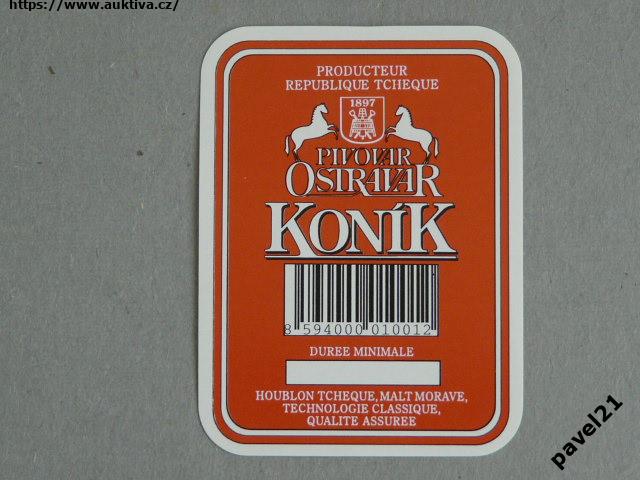 https://www.auktiva.cz/
PRODUCTEUR
REPUBLIQUE TCHEQUE
1897
PIVOVAR
OSTRAVAR
KONÍK
8 594000 010012
DUREE MINIMALE
HOUBLON TCHEQUE, MALT MORAVE,
TECHNOLOGIE CLASSIQUE,
QUALITE ASSUREE
pavel21